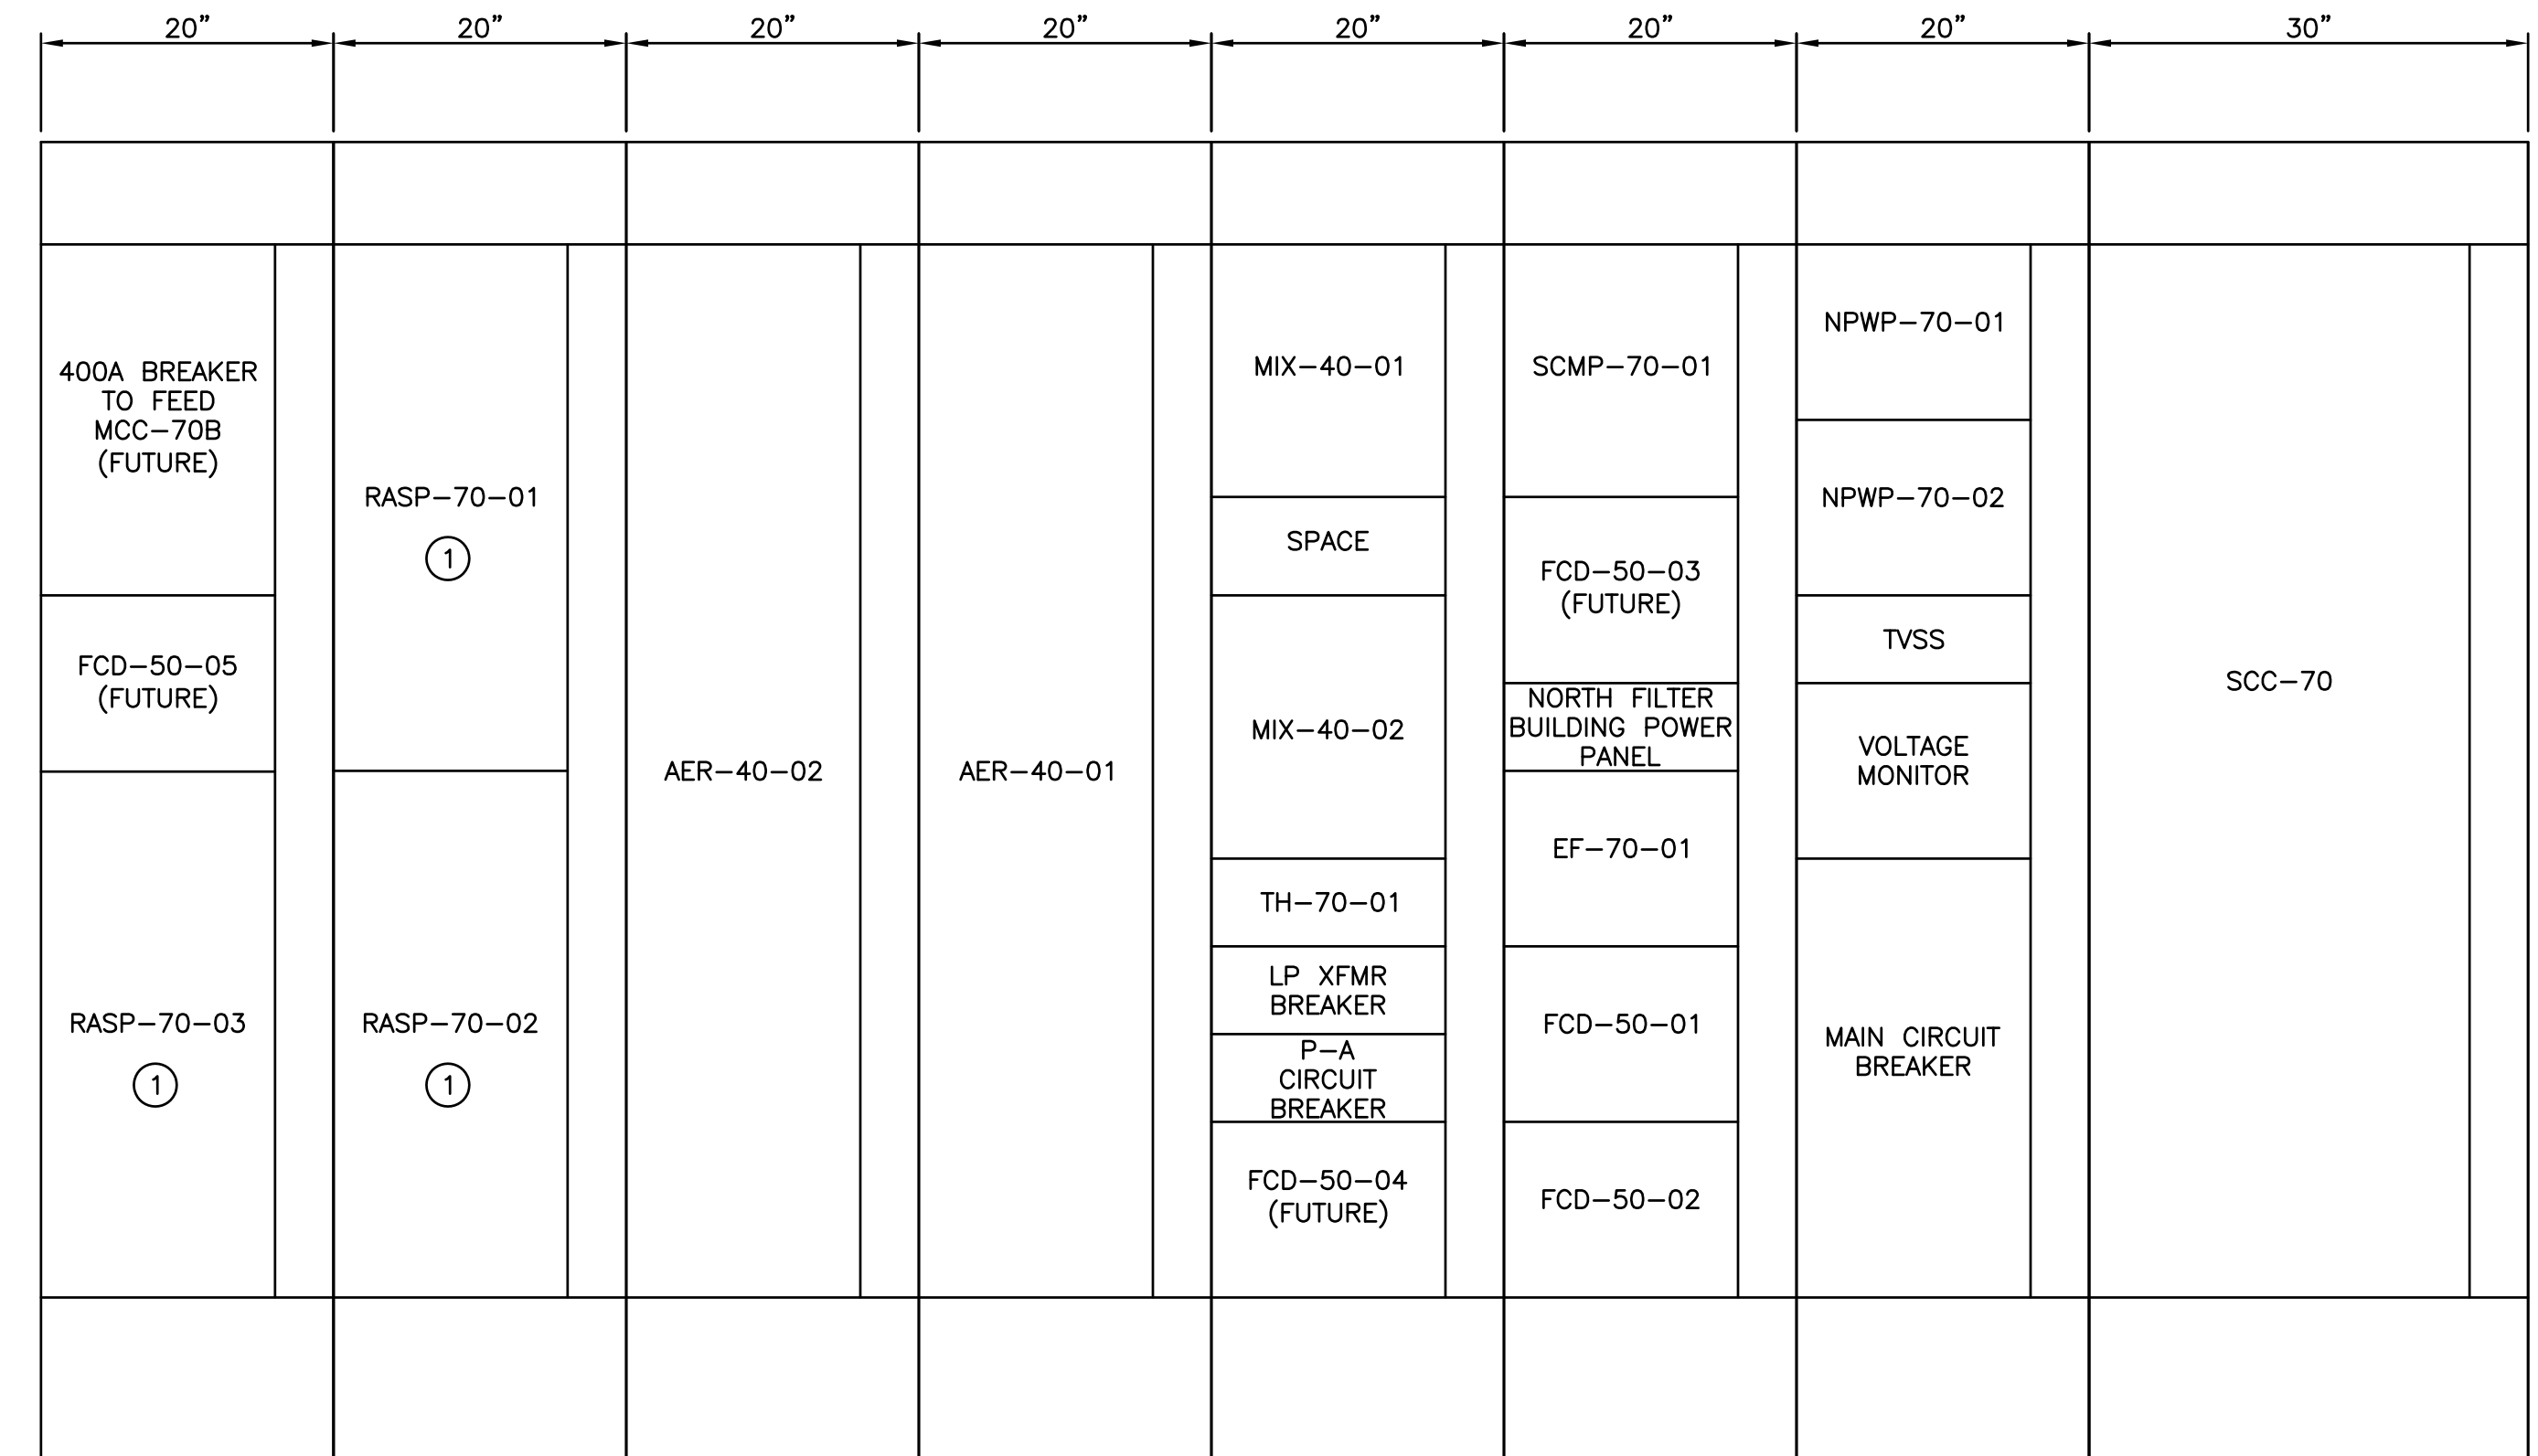 20”
20”
20”
20”
20”
20”
20”
30”
400A BREAKER
TO FEED
MCC-70B
(FUTURE)
FCD-50-05
(FUTURE)
RASP-70-03
1
RASP-70-01
1
RASP-70-02
1
AER-40-02
AER-40-01
MIX-40-01
SPACE
MIX-40-02
TH-70-01
LP XFMR
BREAKER
P-A
CIRCUIT
BREAKER
FCD-50-04
(FUTURE)
SCMP-70-01
FCD-50-03
(FUTURE)
NORTH FILTER
BUILDING POWER
PANEL
EF-70-01
FCD-50-01
FCD-50-02
NPWP-70-01
NPWP-70-02
TVSS
VOLTAGE
MONITOR
MAIN CIRCUIT
BREAKER
SCC-70